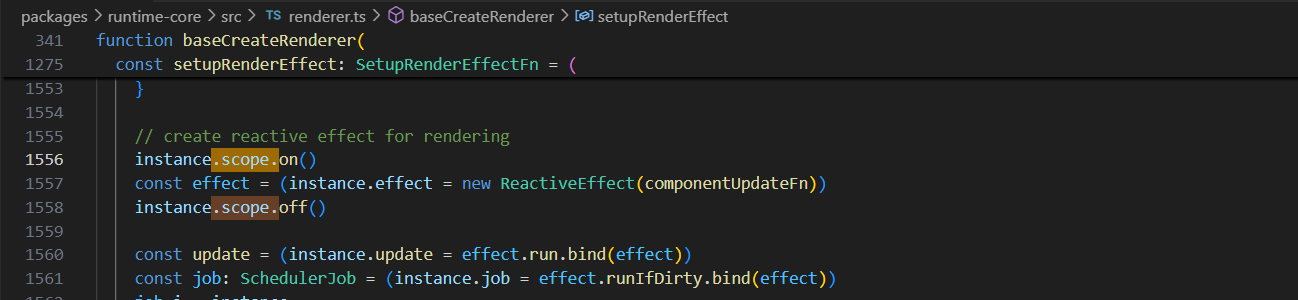 packages > runtime-core > src > TS renderer.ts > baseCreateRenderer > setupRenderEffect
341 function baseCreateRenderer(
1275 const setupRenderEffect: SetupRenderEffectFn = (
1553 }
1554
1555 // create reactive effect for rendering
1556 instance.scope.on()
1557 const effect = (instance.effect = new ReactiveEffect(componentUpdateFn))
1558 instance.scope.off()
1559
1560 const update = (instance.update = effect.run.bind(effect))
1561 const job: SchedulerJob = (instance.job = effect.runIfDirty.bind(effect))